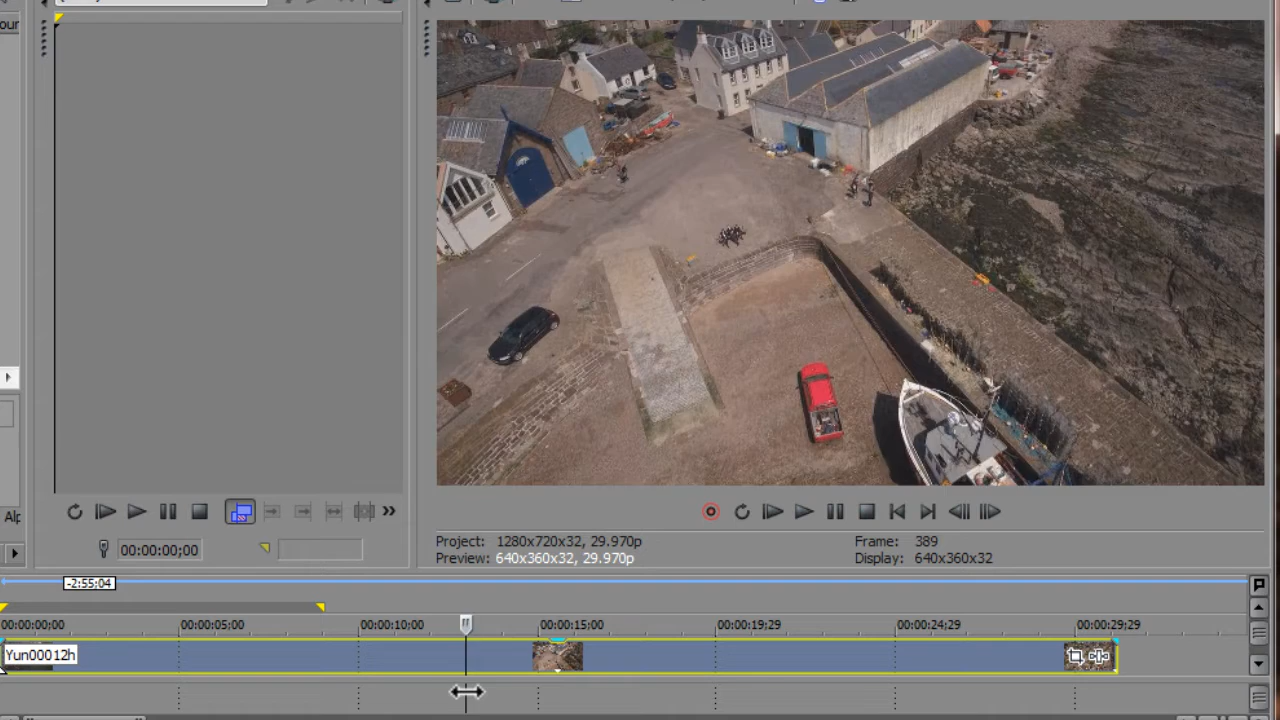 our
Alp
00:00:00;00
Project: 1280x720x32, 29.970p
Frame: 389
Preview: 640x360x32, 29.970p
Display: 640x360x32
-2:55;04
00:00:00;00
00:00:05;00
00:00:10;00
00:00:15;00
00:00:19;29
00:00:24;29
00:00:29;29
Yun00012h